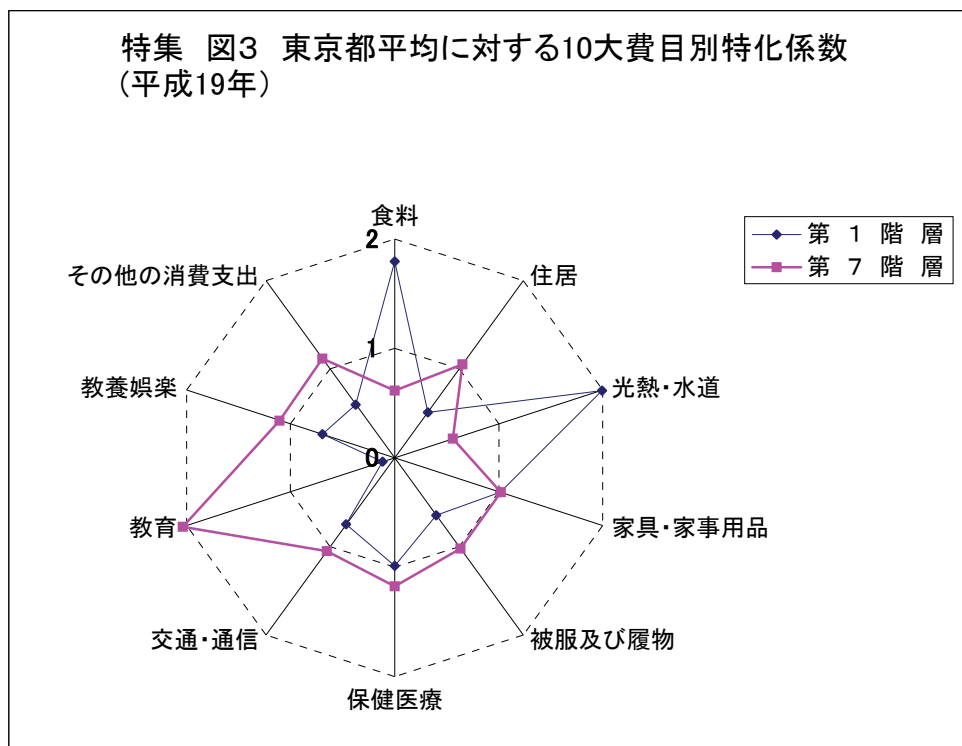 特集 図3 東京都平均に対する10大費目別特化係数
(平成19年)
食料
2
その他の消費支出
住居
第 1 階 層
第 7 階 層
1
教養娯楽
光熱・水道
0
教育
家具・家事用品
交通・通信
被服及び履物
保健医療